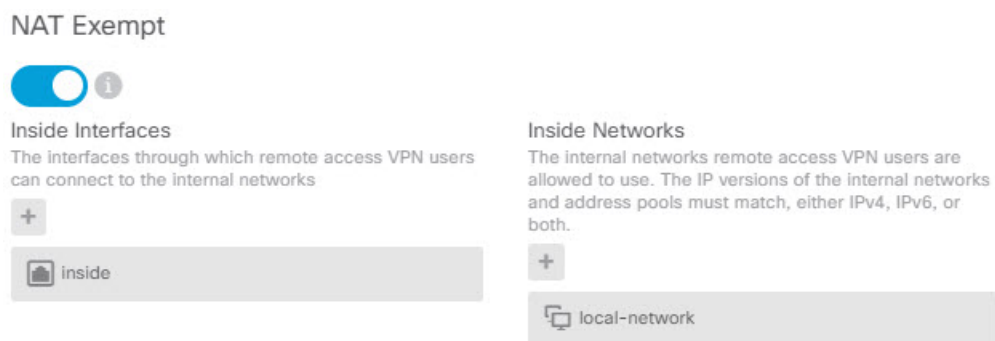 NAT Exempt
i
Inside Interfaces
The interfaces through which remote access VPN users
can connect to the internal networks
+
inside
Inside Networks
The internal networks remote access VPN users are
allowed to use. The IP versions of the internal networks
and address pools must match, either IPv4, IPv6, or
both.
+
local-network